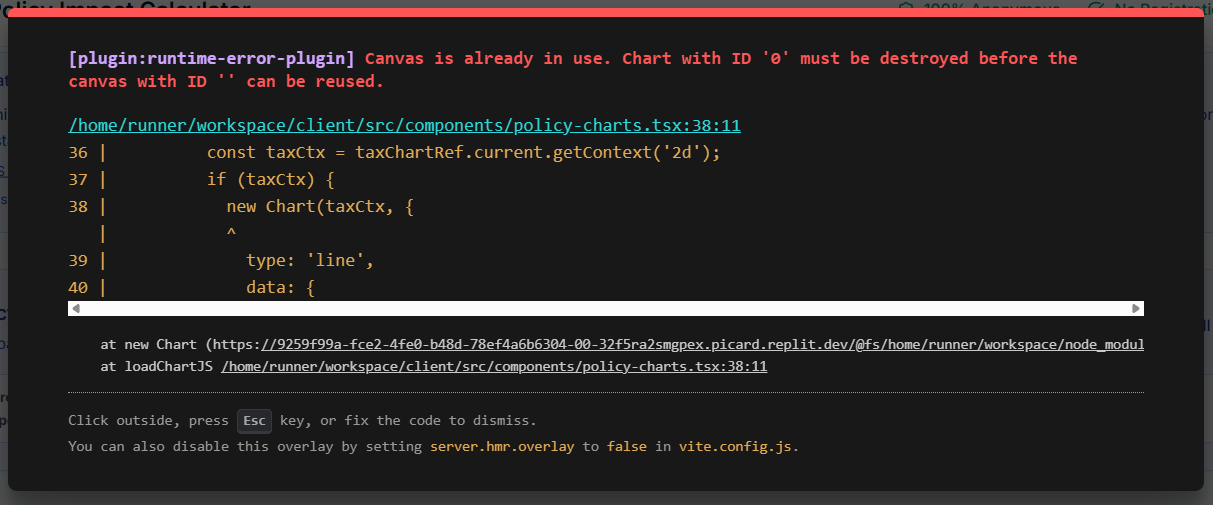 Policy Impact Calculator
100% Anonymous
[plugin:runtime-error-plugin] Canvas is already in use. Chart with ID '0' must be destroyed before the
canvas with ID '' can be reused.
/home/runner/workspace/client/src/components/policy-charts.tsx:38:11
36 | const taxCtx = taxChartRef.current.getContext('2d');
37 | if (taxCtx) {
38 | new Chart(taxCtx, {
| ^
39 | type: 'line',
40 | data: {
at new Chart (https://9259f99a-fce2-4fe0-b48d-78ef4a6b6304-00-32f5ra2smgpex.picard.replit.dev/@fs/home/runner/workspace/node_modul
at loadChartJS /home/runner/workspace/client/src/components/policy-charts.tsx:38:11
Click outside, press Esc key, or fix the code to dismiss.
You can also disable this overlay by setting server.hmr.overlay to false in vite.config.js.